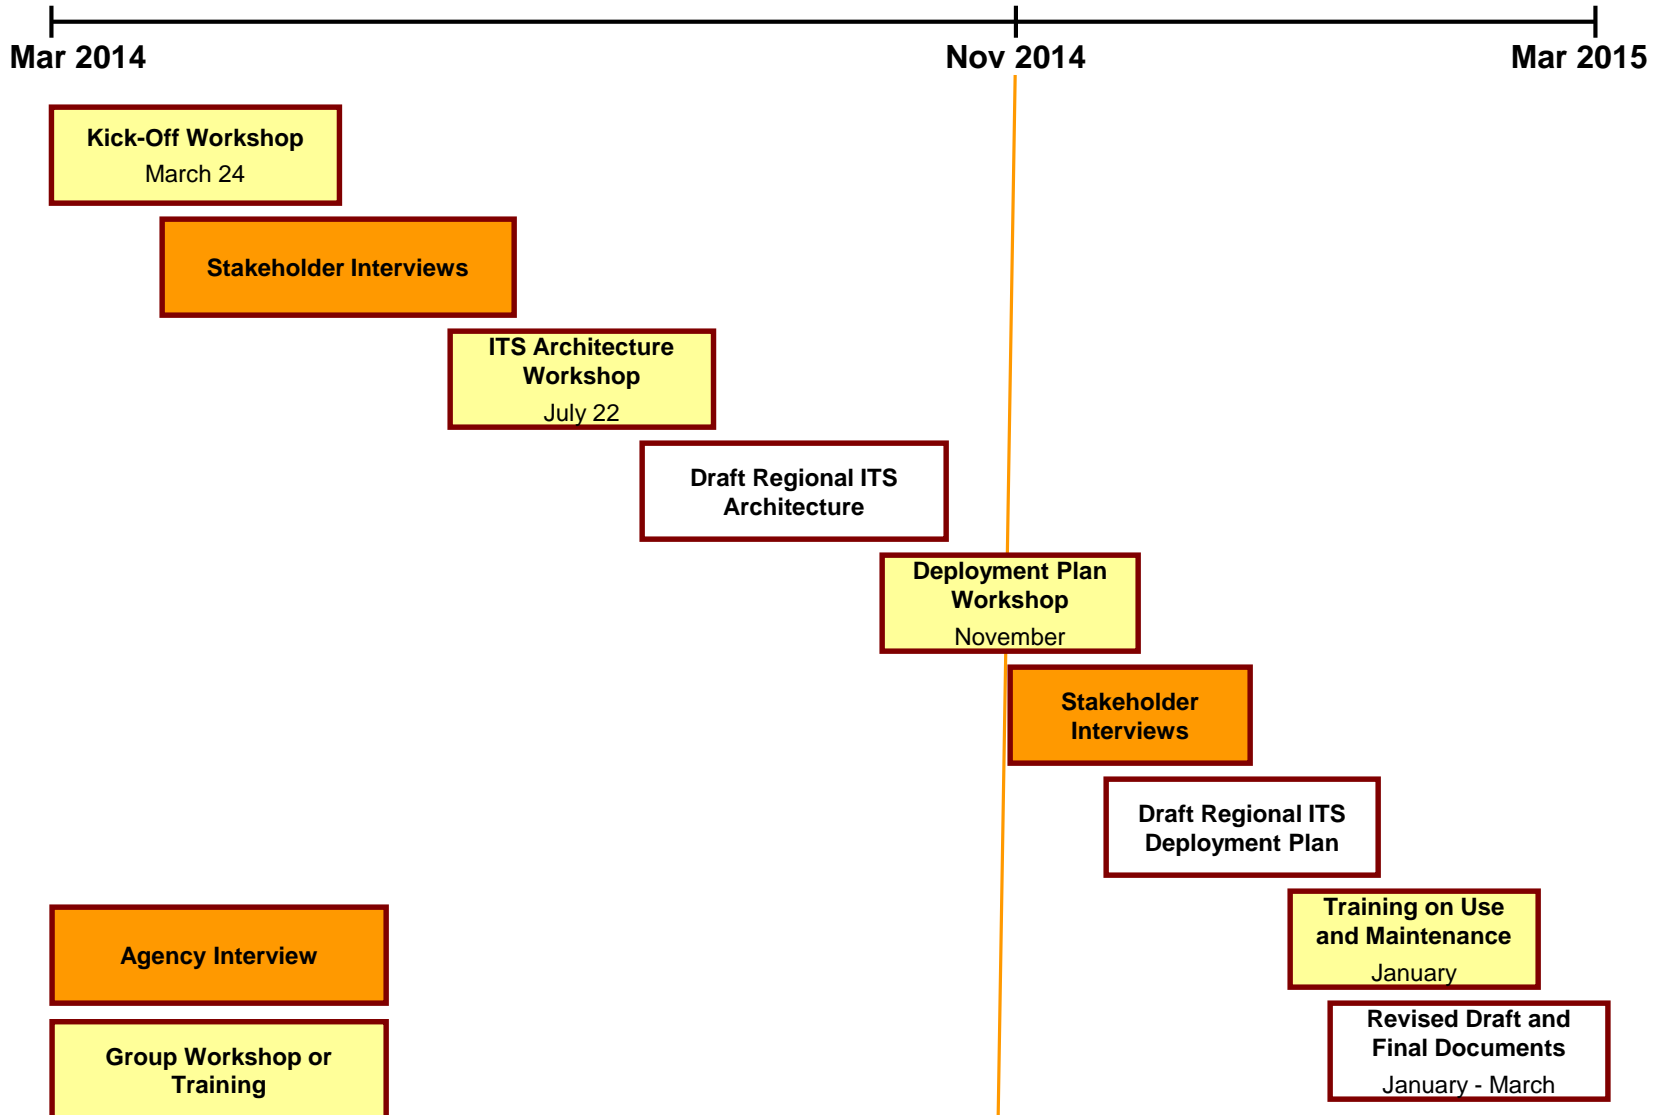 Mar 2014
Nov 2014
Mar 2015
Kick-Off Workshop
March 24
Stakeholder Interviews
ITS Architecture
Workshop
July 22
Draft Regional ITS
Architecture
Deployment Plan
Workshop
November
Stakeholder
Interviews
Draft Regional ITS
Deployment Plan
Training on Use
and Maintenance
January
Revised Draft and
Final Documents
January - March
Agency Interview
Group Workshop or
Training